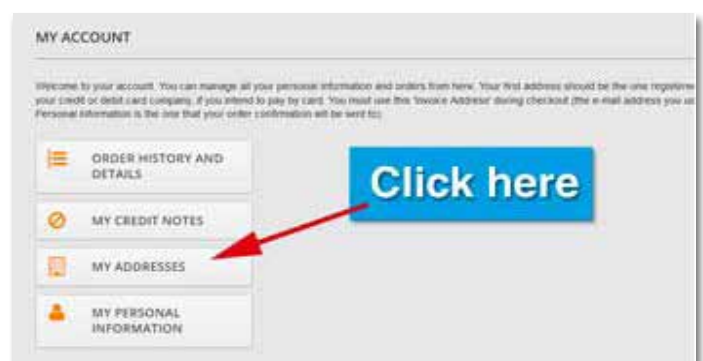 MY ACCOUNT
Welcome to your account. You can manage all your personal information and orders from here. Your first address should be the one registere
your credit or debit card company, if you intend to pay by card. You must use this 'Invoice Address' during checkout (the e-mail address you us
Personal Information is the one that your order confirmation will be sent to).
ORDER HISTORY AND
DETAILS
Click here
MY CREDIT NOTES
MY ADDRESSES
MY PERSONAL
INFORMATION